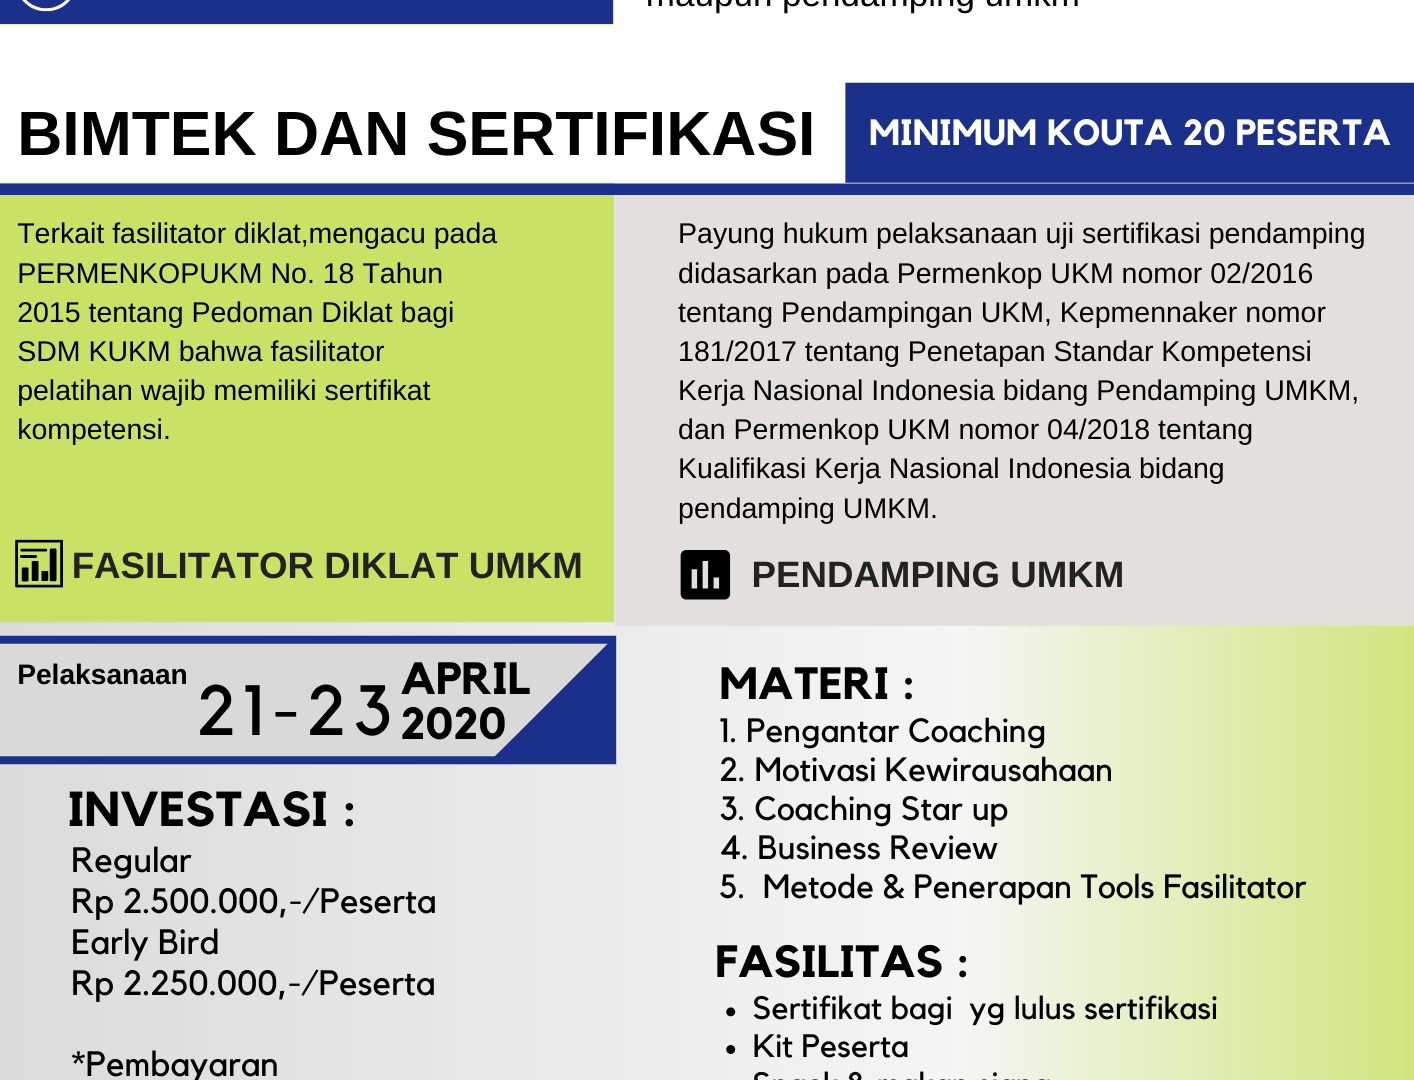 maupun pendamping umkm
BIMTEK DAN SERTIFIKASI
MINIMUM KOUTA 20 PESERTA
Terkait fasilitator diklat,mengacu pada
PERMENKOPUKM No. 18 Tahun
2015 tentang Pedoman Diklat bagi
SDM KUKM bahwa fasilitator
pelatihan wajib memiliki sertifikat
kompetensi.
FASILITATOR DIKLAT UMKM
Payung hukum pelaksanaan uji sertifikasi pendamping
didasarkan pada Permenkop UKM nomor 02/2016
tentang Pendampingan UKM, Kepmennaker nomor
181/2017 tentang Penetapan Standar Kompetensi
Kerja Nasional Indonesia bidang Pendamping UMKM,
dan Permenkop UKM nomor 04/2018 tentang
Kualifikasi Kerja Nasional Indonesia bidang
pendamping UMKM.
PENDAMPING UMKM
Pelaksanaan
21-23
APRIL
2020
INVESTASI :
Regular
Rp 2.500.000,-/Peserta
Early Bird
Rp 2.250.000,-/Peserta
*Pembayaran
MATERI :
1. Pengantar Coaching
2. Motivasi Kewirausahaan
3. Coaching Star up
4. Business Review
5.  Metode & Penerapan Tools Fasilitator
FASILITAS :
• Sertifikat bagi  yg lulus sertifikasi
• Kit Peserta
• Snack & makan siang